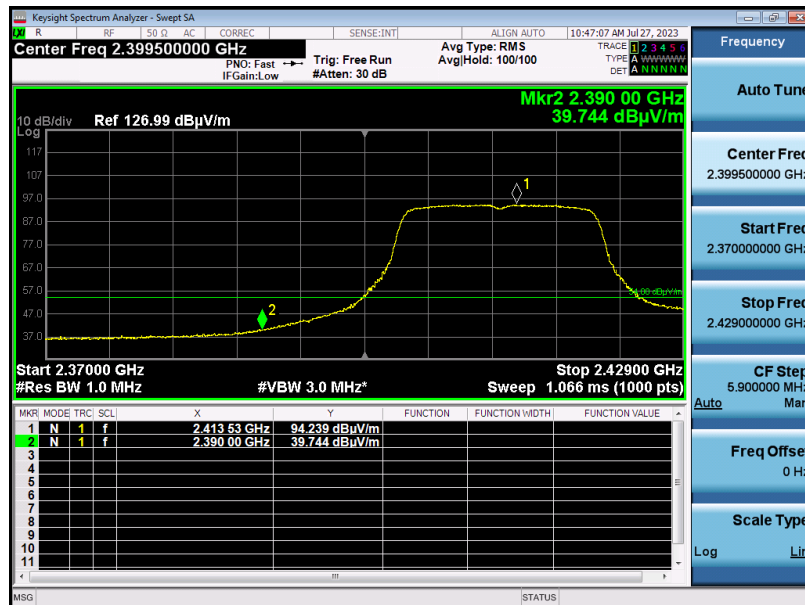 Keysight Spectrum Analyzer - Swept SA
LXI R RF 50 Ω AC CORREC SENSE:INT ALIGN AUTO 10:47:07 AM Jul 27, 2023
Center Freq 2.399500000 GHz
PNO: Fast
IFGain:Low
Trig: Free Run
#Atten: 30 dB
Avg Type: RMS
Avg|Hold: 100/100
TRACE 1 2 3 4 5 6
TYPE A WWWWW
DET A N N N N N
Mkr2 2.390 00 GHz
39.744 dBµV/m
10 dB/div Ref 126.99 dBµV/m
Log
117
107
97.0
87.0
77.0
67.0
57.0
47.0
37.0
1
2
54.00 dBµV/m
Start 2.37000 GHz Stop 2.42900 GHz
#Res BW 1.0 MHz #VBW 3.0 MHz* Sweep 1.066 ms (1000 pts)
MKR MODE TRC SCL X Y FUNCTION FUNCTION WIDTH FUNCTION VALUE
1 N 1 f 2.413 53 GHz 94.239 dBµV/m
2 N 1 f 2.390 00 GHz 39.744 dBµV/m
3
4
5
6
7
8
9
10
11
MSG STATUS
Frequency
Auto Tune
Center Freq
2.399500000 GHz
Start Freq
2.370000000 GHz
Stop Freq
2.429000000 GHz
CF Step
5.900000 MHz
Auto Man
Freq Offset
0 Hz
Scale Type
Log Lin